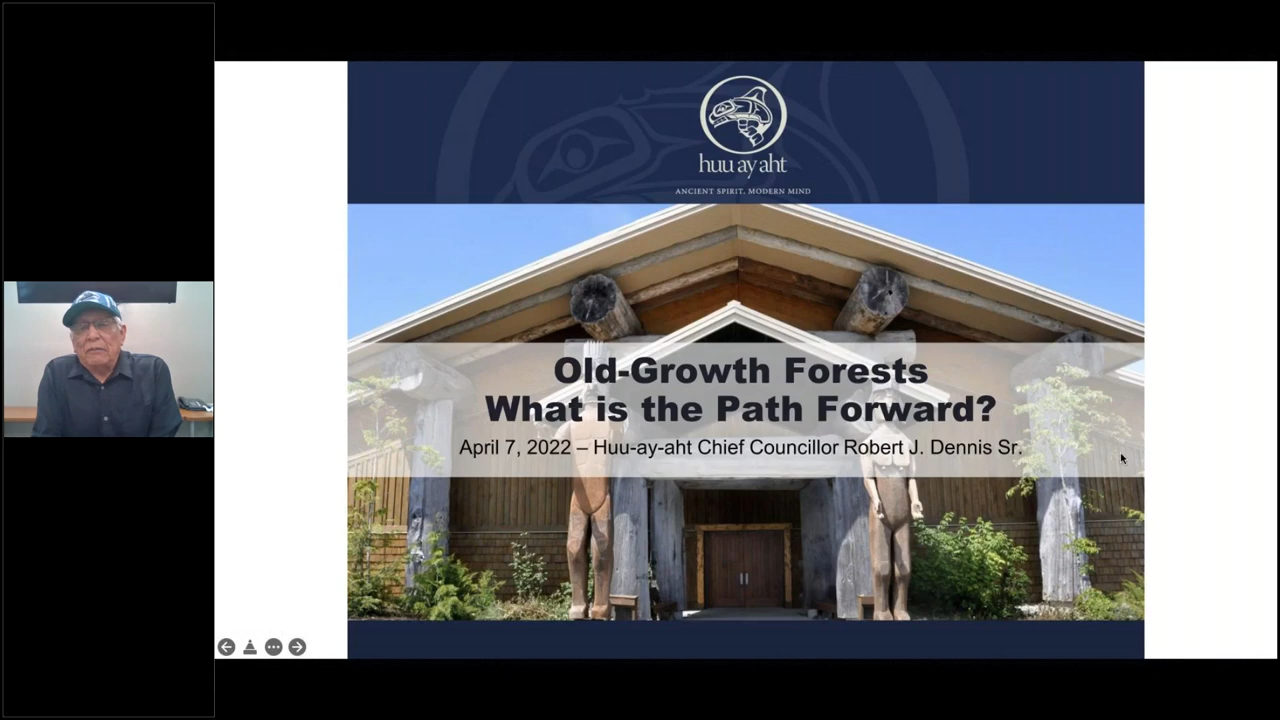 huu ay aht
ANCIENT SPIRIT, MODERN MIND
Old-Growth Forests
What is the Path Forward?
April 7, 2022 – Huu-ay-aht Chief Councillor Robert J. Dennis Sr.